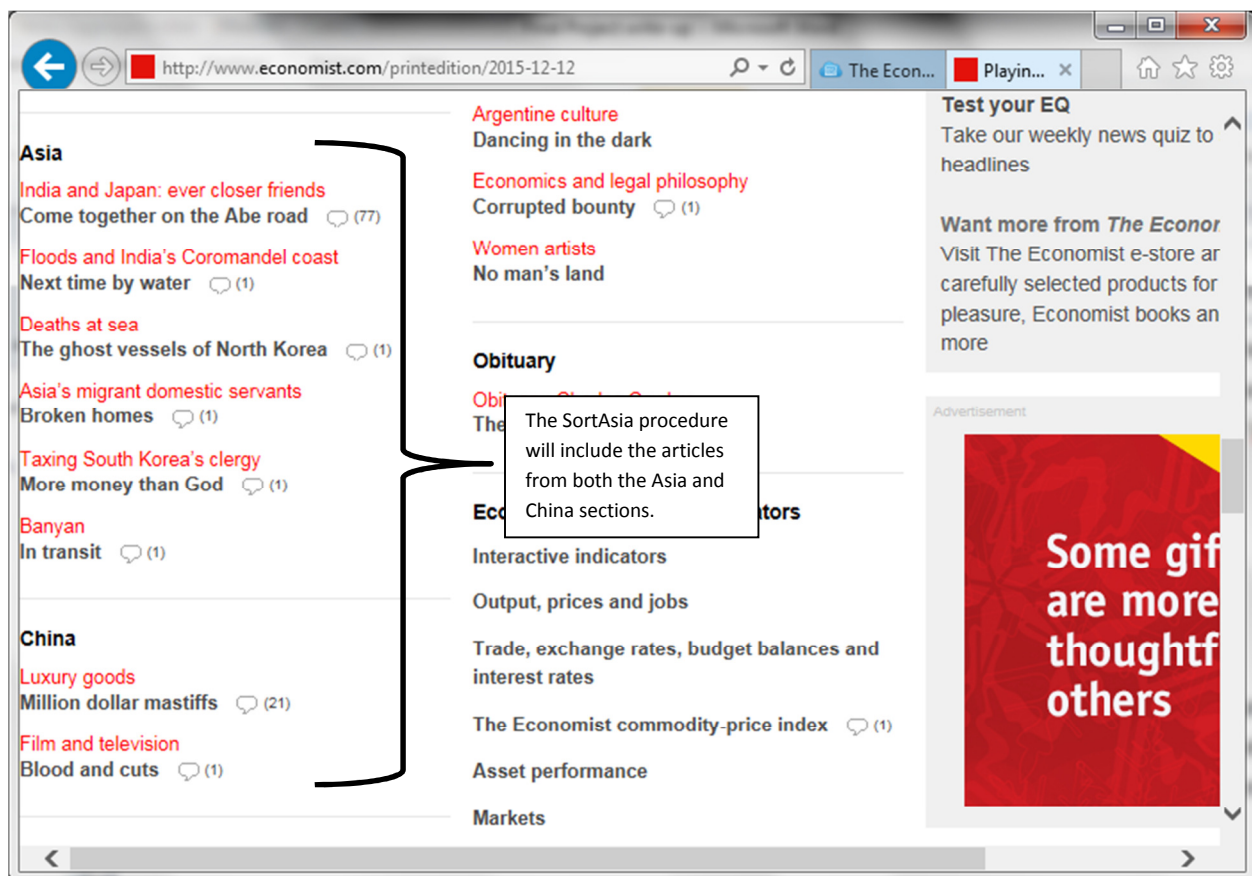 http://www.economist.com/printedition/2015-12-12
The Econ...
Playin...
Asia
India and Japan: ever closer friends
Come together on the Abe road (77)
Floods and India's Coromandel coast
Next time by water (1)
Deaths at sea
The ghost vessels of North Korea (1)
Asia's migrant domestic servants
Broken homes (1)
Taxing South Korea's clergy
More money than God (1)
Banyan
In transit (1)
China
Luxury goods
Million dollar mastiffs (21)
Film and television
Blood and cuts (1)
Argentine culture
Dancing in the dark
Economics and legal philosophy
Corrupted bounty (1)
Women artists
No man's land
Obituary
The SortAsia procedure
will include the articles
from both the Asia and
China sections.
Interactive indicators
Output, prices and jobs
Trade, exchange rates, budget balances and
interest rates
The Economist commodity-price index (1)
Asset performance
Markets
Test your EQ
Take our weekly news quiz to
headlines
Want more from The Econor
Visit The Economist e-store ar
carefully selected products for
pleasure, Economist books an
more
Advertisement
Some gif
are more
thoughtf
others